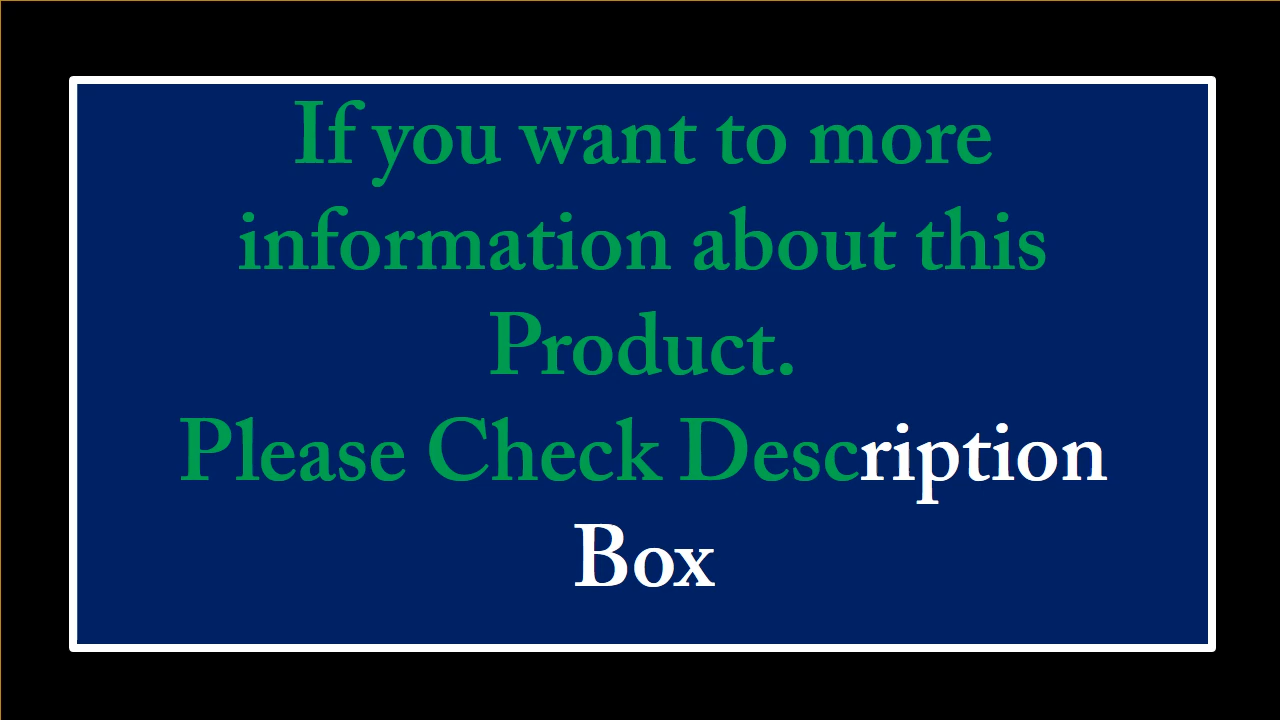 If you want to more
information about this
Product.
Please Check Description
Box